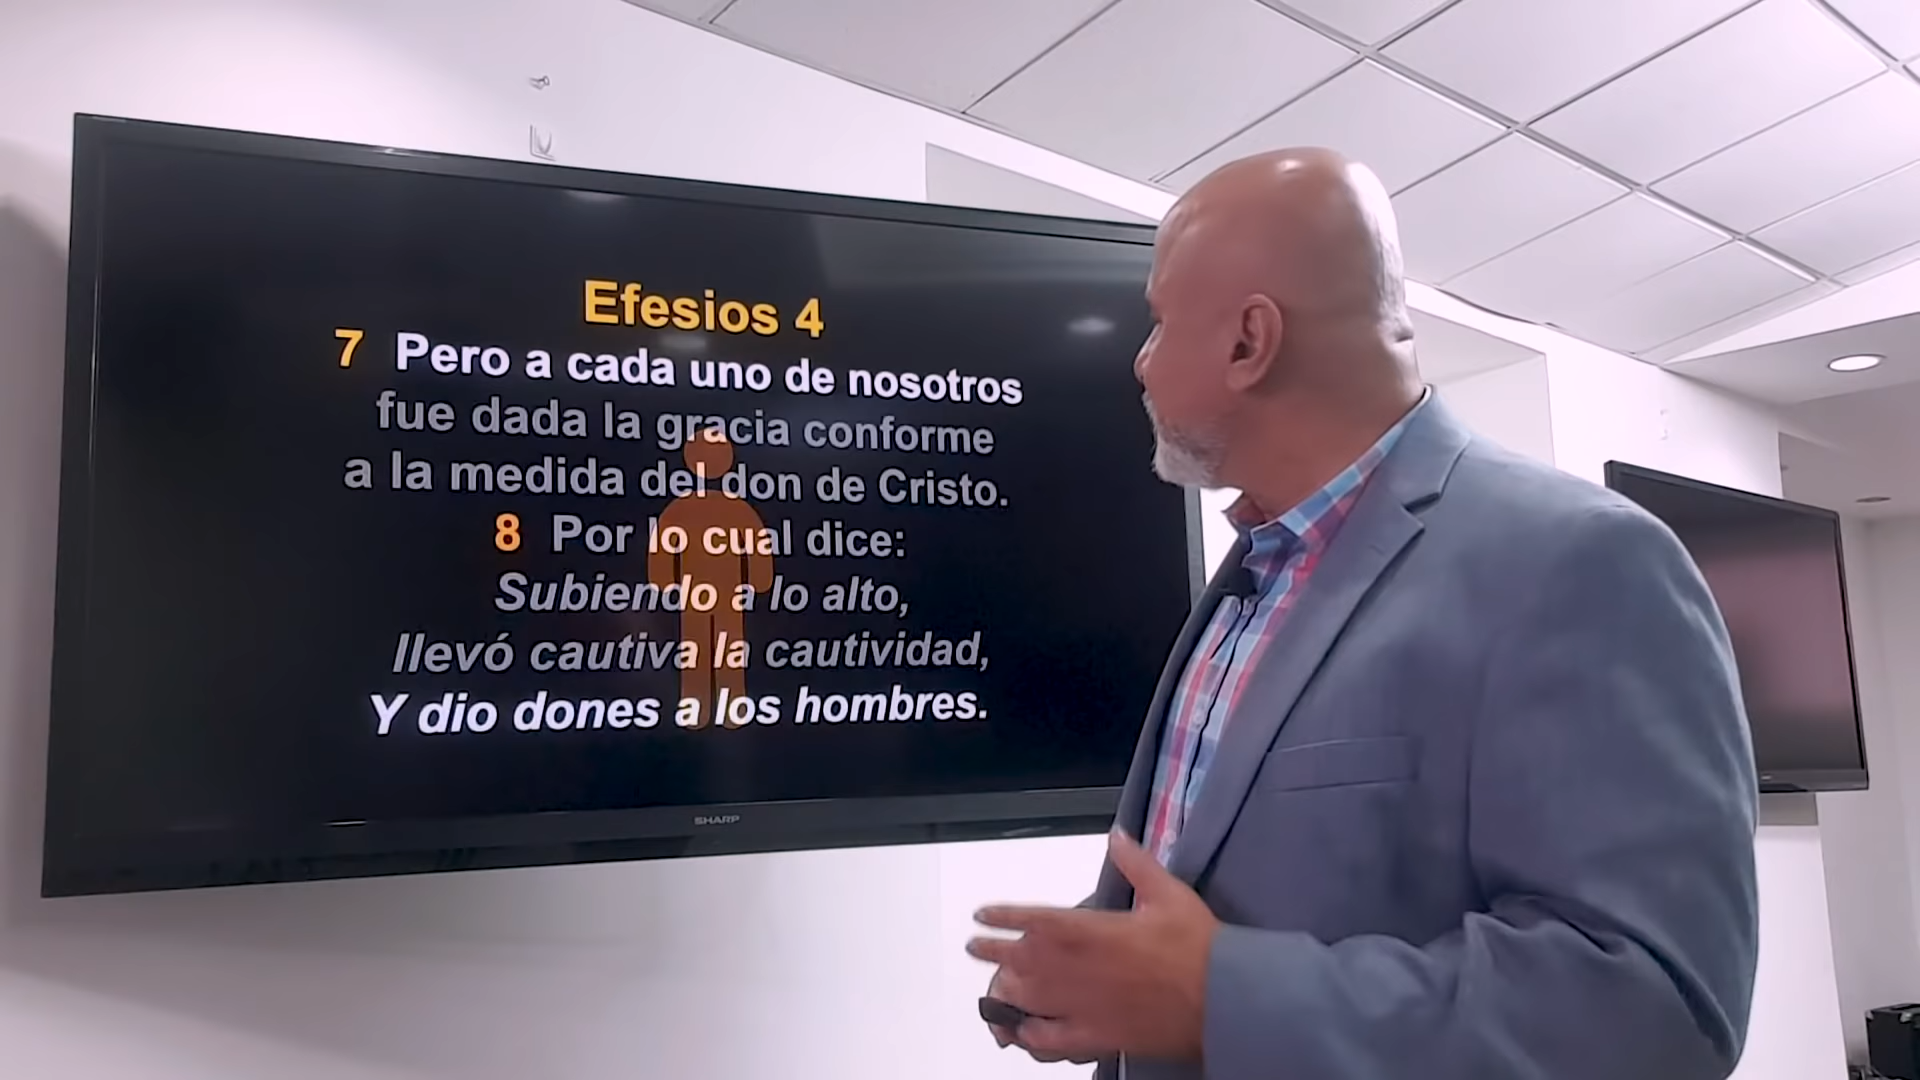 Efesios 4
7 Pero a cada uno de nosotros
fue dada la gracia conforme
a la medida del don de Cristo.
8 Por lo cual dice:
Subiendo a lo alto,
llevó cautiva la cautividad,
Y dio dones a los hombres.
SHARP